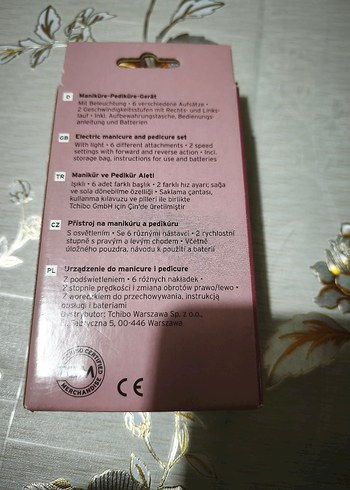 D Maniküre-Pediküre-Gerät
Mit Beleuchtung • 6 verschiedene Aufsätze •
2 Geschwindigkeitsstufen mit Rechts- und Links-
lauf • Inkl. Aufbewahrungstasche, Bedienungs-
anleitung und Batterien
GB Electric manicure and pedicure set
With light • 6 different attachments • 2 speed
settings with forward and reverse action • Incl.
storage bag, instructions for use and batteries
TR Manikür ve Pedikür Aleti
Işıklı • 6 adet farklı başlık • 2 farklı hız ayarı; sağa
ve sola dönebilme özelliği • Saklama çantası,
kullanma kılavuzu ve pilleri ile birlikte
Tchibo GmbH için Çin'de üretilmiştir
CZ Přístroj na manikúru a pedikúru
S osvětlením • Se 6 různými nástavci • 2 rychlostní
stupně s pravým a levým chodem • Včetně
úložného pouzdra, návodu k použití a baterií
PL Urządzenie do manicure i pedicure
Z podświetleniem • 6 różnych nakładek •
2 stopnie prędkości i zmiana obrotów prawo/lewo •
Z woreczkiem do przechowywania, instrukcją
obsługi i bateriami
Dystrybutor: Tchibo Warszawa Sp. z o.o.,
5, 00-446 Warszawa
CERTIFIED
MERCHANDISE
CE